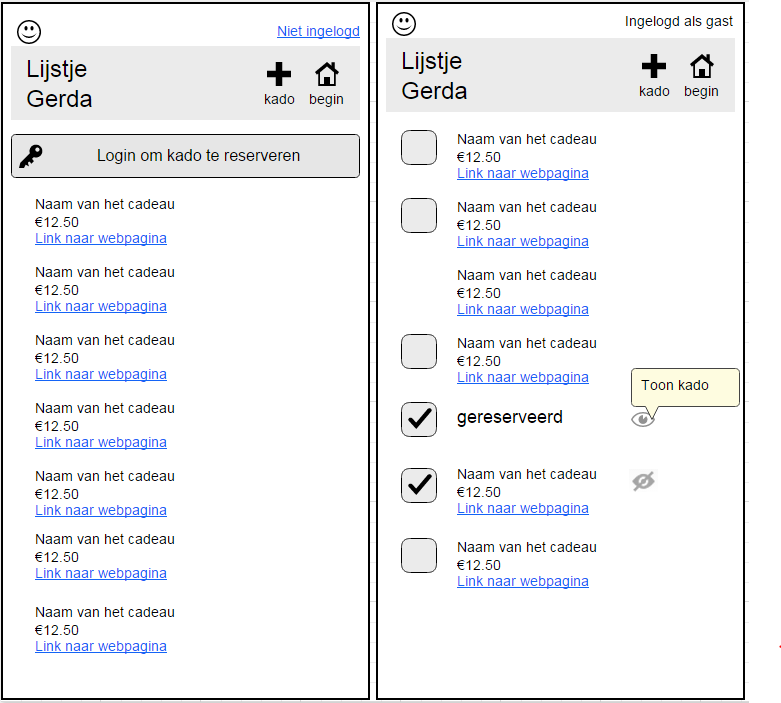 Niet ingelogd
Lijstje
Gerda
kado
begin
Login om kado te reserveren
Naam van het cadeau
€12.50
Link naar webpagina
Naam van het cadeau
€12.50
Link naar webpagina
Naam van het cadeau
€12.50
Link naar webpagina
Naam van het cadeau
€12.50
Link naar webpagina
Naam van het cadeau
€12.50
Link naar webpagina
Naam van het cadeau
€12.50
Link naar webpagina
Naam van het cadeau
€12.50
Link naar webpagina
Ingelogd als gast
Lijstje
Gerda
kado
begin
Naam van het cadeau
€12.50
Link naar webpagina
Naam van het cadeau
€12.50
Link naar webpagina
Naam van het cadeau
€12.50
Link naar webpagina
Naam van het cadeau
€12.50
Link naar webpagina
Toon kado
gereserveerd
Naam van het cadeau
€12.50
Link naar webpagina
Naam van het cadeau
€12.50
Link naar webpagina